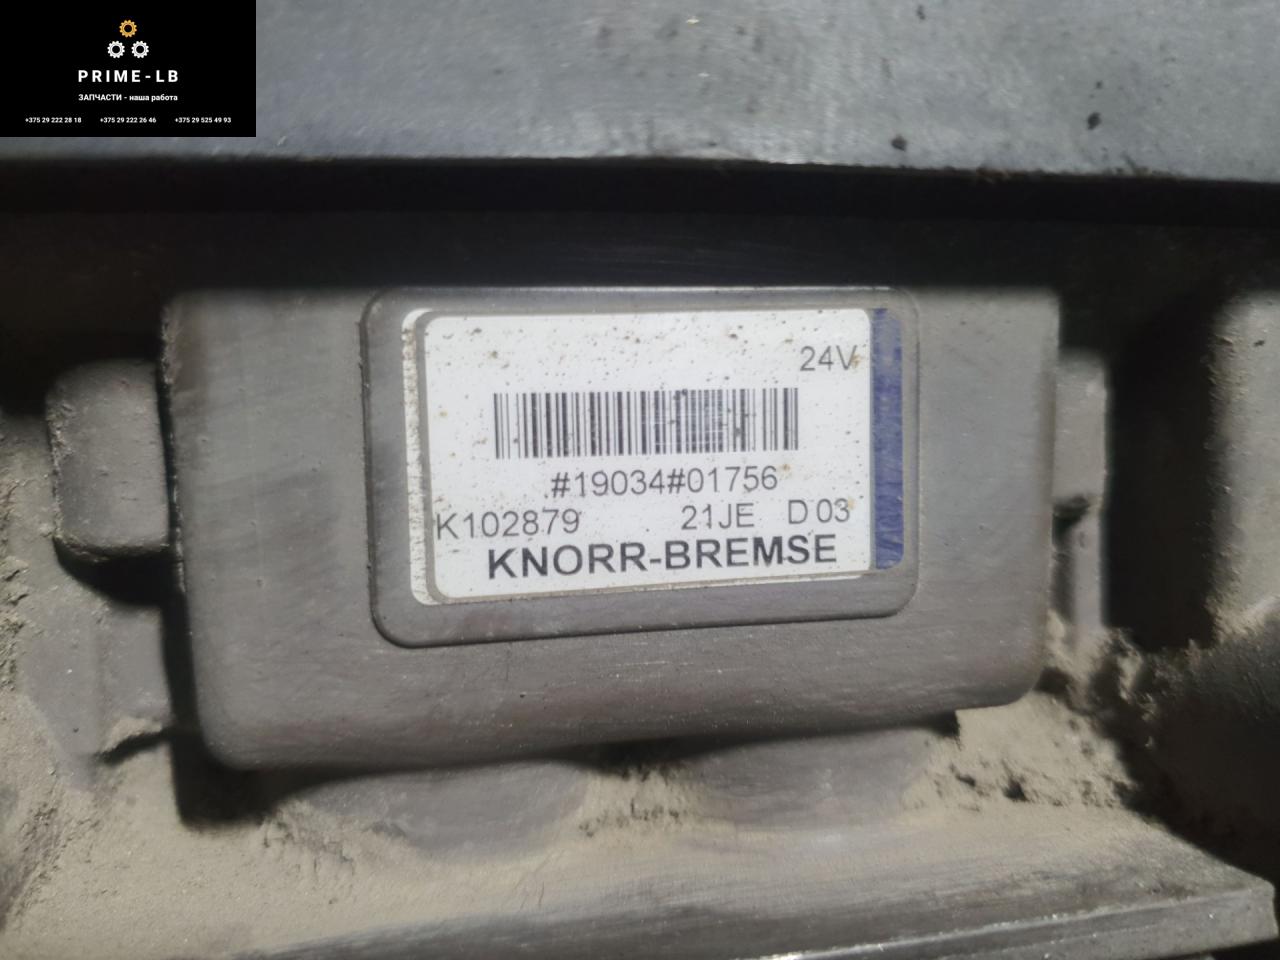 PRIME-LB
ЗАПЧАСТИ - наша работа
+375 29 222 28 18 +375 29 222 26 46 +375 29 525 49 93
24V
#19034#01756
K102879 21JE D 03
KNORR-BREMSE